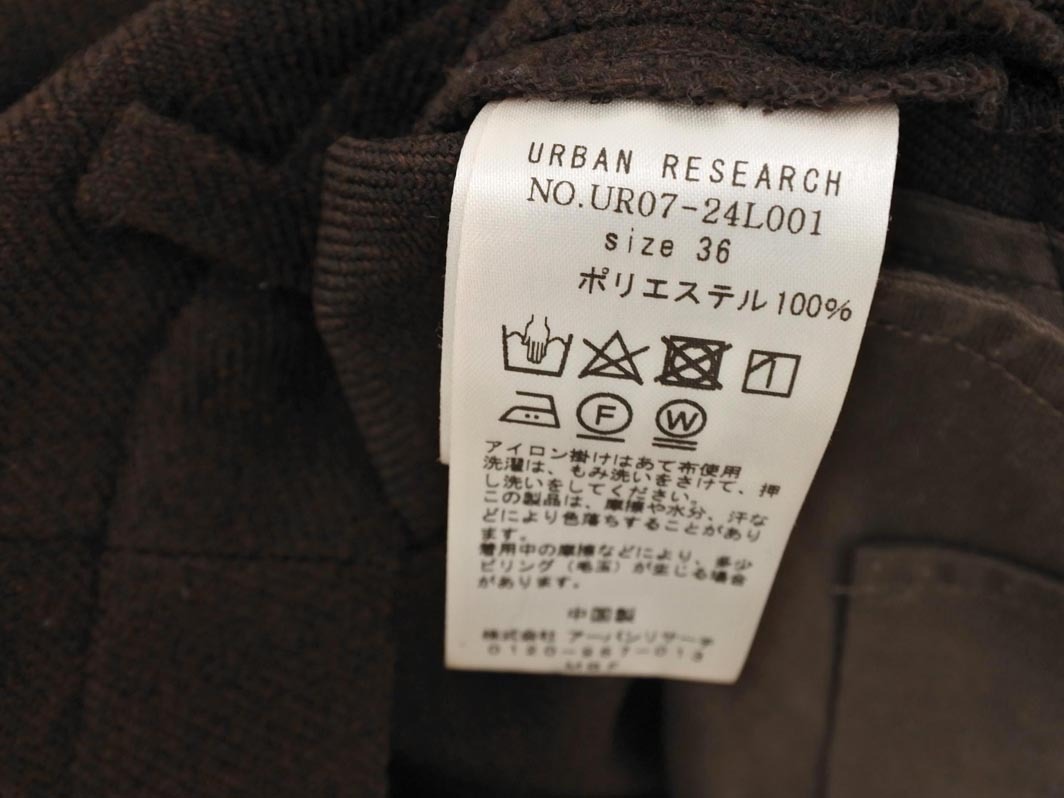 URBAN RESEARCH
NO.UR07-24L001
size 36
ポリエステル100%
F
W
アイロン掛けはあて布使用
洗濯は、もみ洗いをさけて、押
し洗いをしてください。
この製品は、摩擦や水分、汗な
どにより色落ちすることがあり
ます。
着用中の摩擦などにより、多少
ピリング（毛玉）が生じる場合
があります。
中国製
株式会社 アーバンリサーチ
0120-987-013